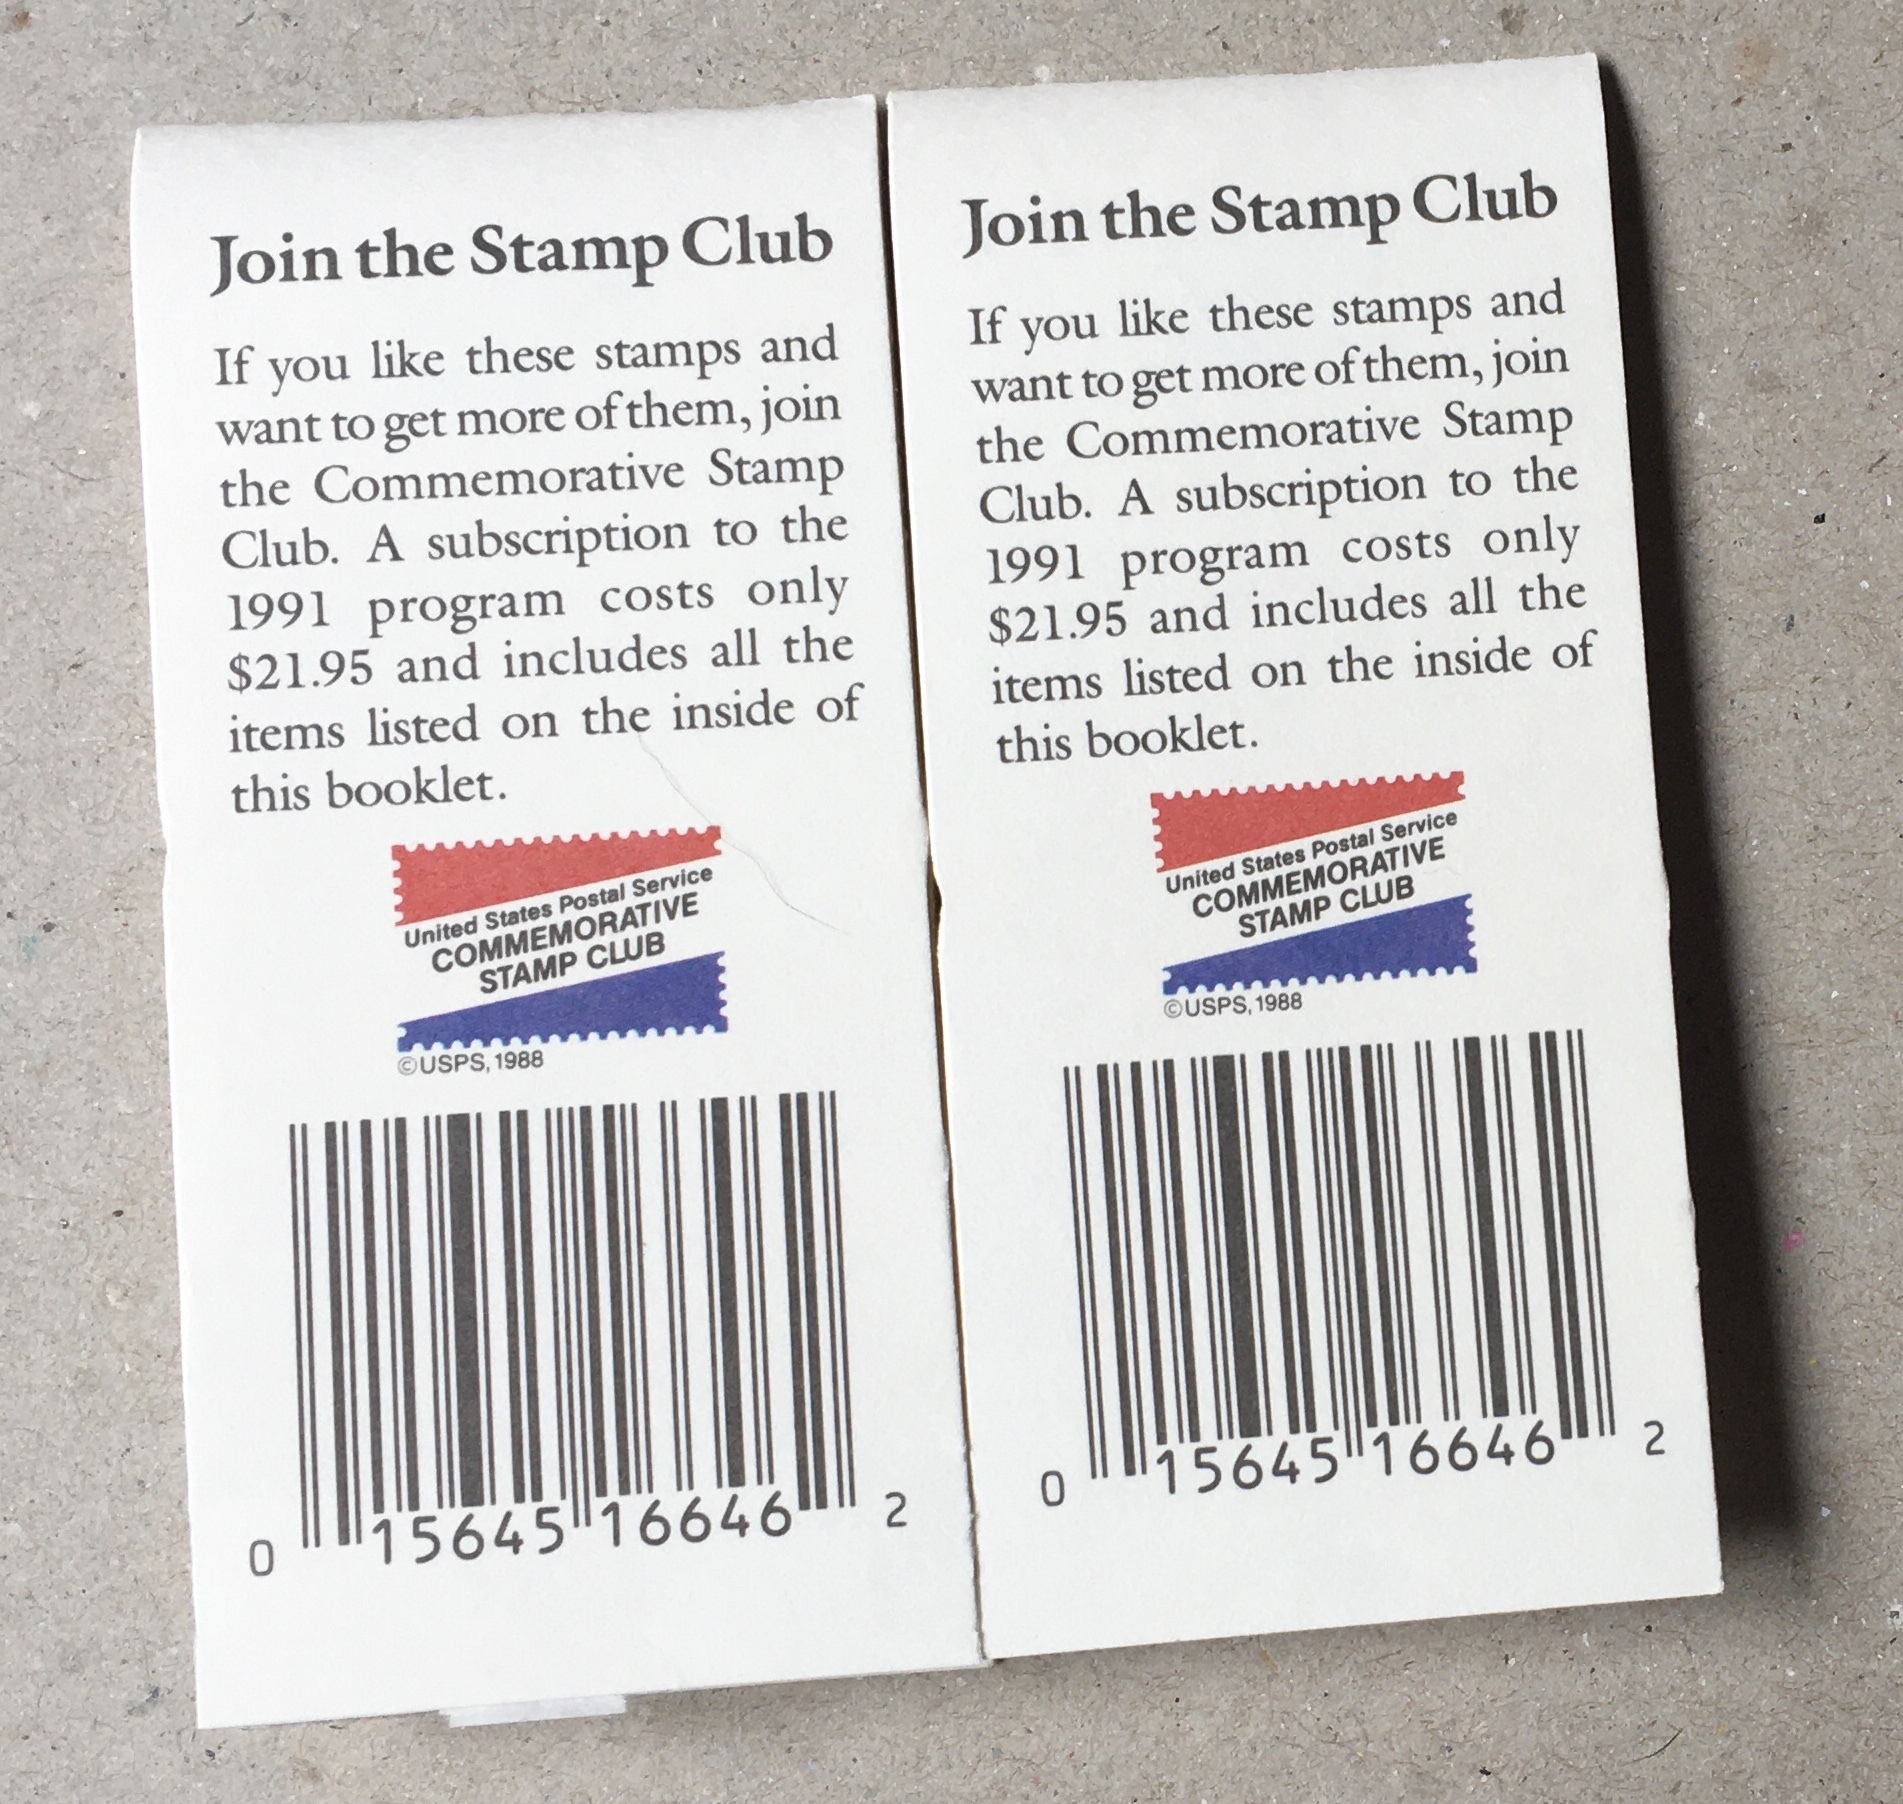 Join the Stamp Club
If you like these stamps and
want to get more of them, join
the Commemorative Stamp
Club. A subscription to the
1991 program costs only
$21.95 and includes all the
items listed on the inside of
this booklet.
United States Postal Service
COMMEMORATIVE
STAMP CLUB
©USPS, 1988
0 15645 16646 2
Join the Stamp Club
If you like these stamps and
want to get more of them, join
the Commemorative Stamp
Club. A subscription to the
1991 program costs only
$21.95 and includes all the
items listed on the inside of
this booklet.
United States Postal Service
COMMEMORATIVE
STAMP CLUB
©USPS, 1988
0 15645 16646 2